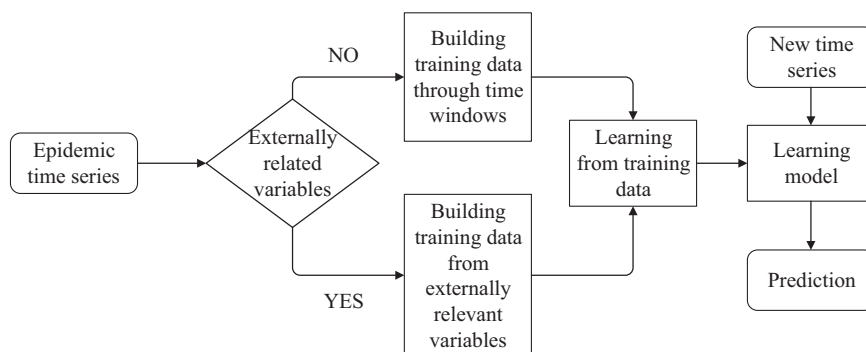 Epidemic
time series
Externally
related
variables
NO
YES
Building
training data
through time
windows
Building
training data
from
externally
relevant
variables
Learning
from training
data
New time
series
Learning
model
Prediction